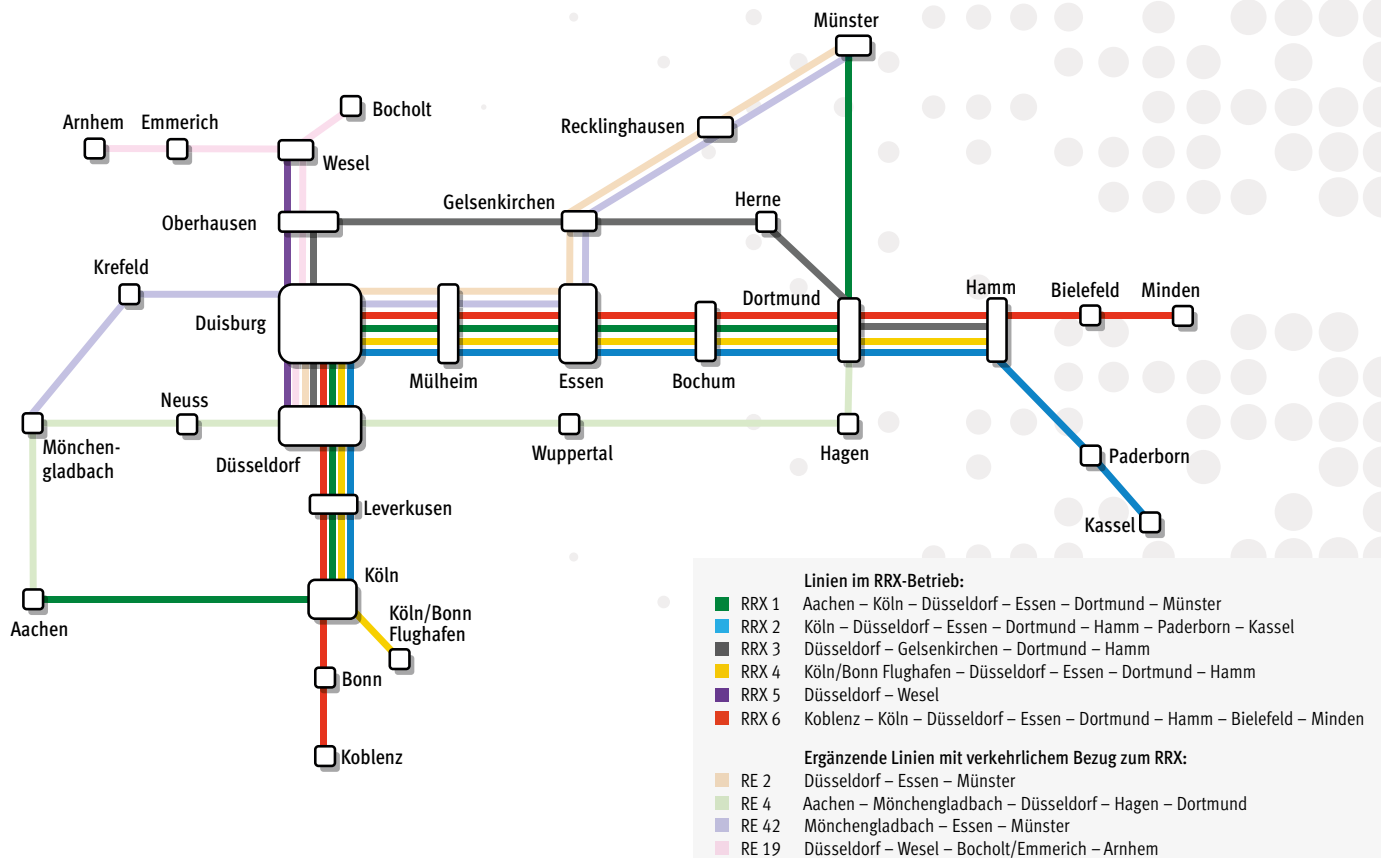 Münster
Bocholt
Arnhem
Emmerich
Recklinghausen
Wesel
Gelsenkirchen
Herne
Oberhausen
Krefeld
Duisburg
Dortmund
Hamm
Bielefeld
Minden
Mülheim
Essen
Bochum
Neuss
Mönchen-
gladbach
Düsseldorf
Wuppertal
Hagen
Paderborn
Leverkusen
Kassel
Köln
Köln/Bonn
Flughafen
Aachen
Bonn
Koblenz
Linien im RRX-Betrieb:
RRX 1 Aachen – Köln – Düsseldorf – Essen – Dortmund – Münster
RRX 2 Köln – Düsseldorf – Essen – Dortmund – Hamm – Paderborn – Kassel
RRX 3 Düsseldorf – Gelsenkirchen – Dortmund – Hamm
RRX 4 Köln/Bonn Flughafen – Düsseldorf – Essen – Dortmund – Hamm
RRX 5 Düsseldorf – Wesel
RRX 6 Koblenz – Köln – Düsseldorf – Essen – Dortmund – Hamm – Bielefeld – Minden
Ergänzende Linien mit verkehrlichem Bezug zum RRX:
RE 2 Düsseldorf – Essen – Münster
RE 4 Aachen – Mönchengladbach – Düsseldorf – Hagen – Dortmund
RE 42 Mönchengladbach – Essen – Münster
RE 19 Düsseldorf – Wesel – Bocholt/Emmerich – Arnhem